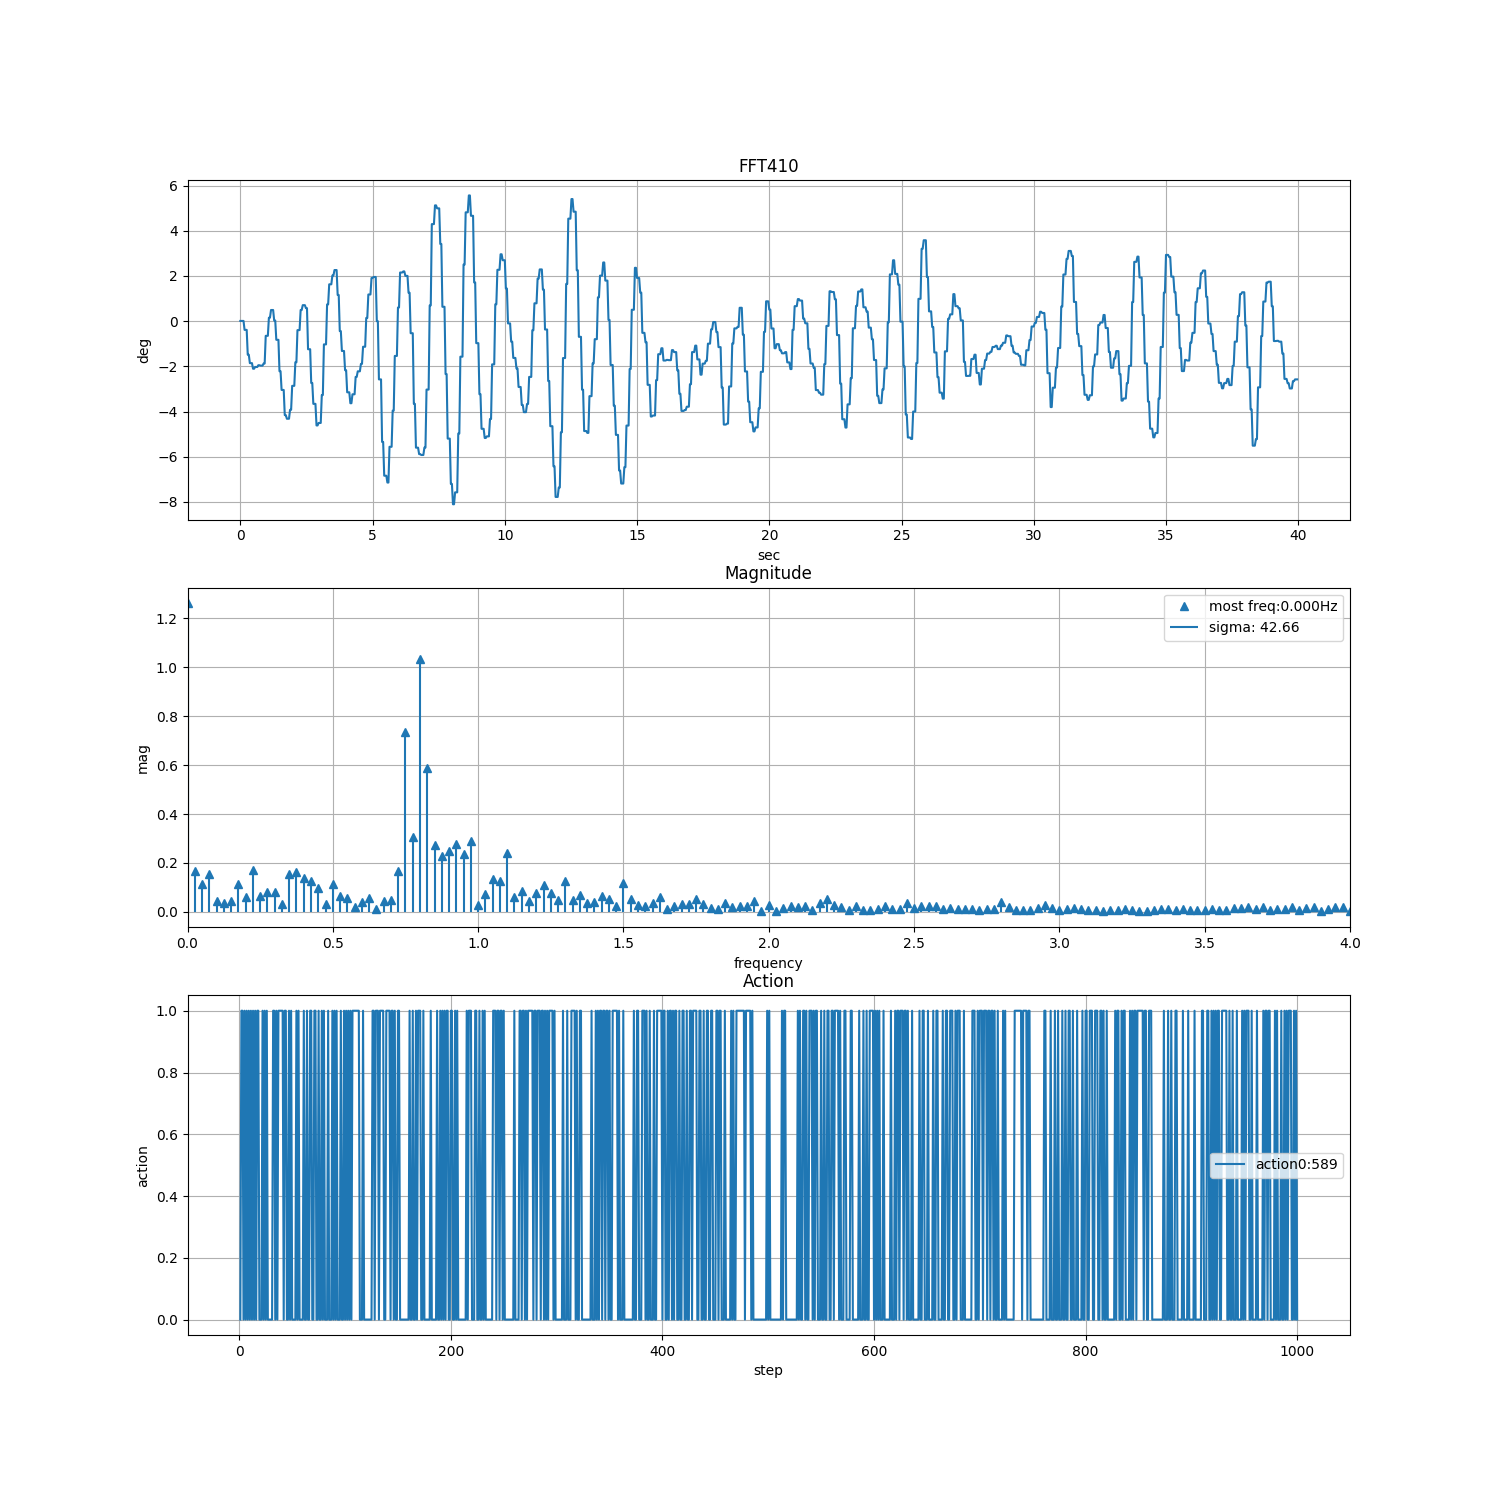 FFT410
6
4
2
0
−2
−4
−6
−8
deg
0 5 10 15 20 25 30 35 40
sec
Magnitude
1.2
1.0
0.8
0.6
0.4
0.2
0.0
mag
most freq:0.000Hz
sigma: 42.66
0.0 0.5 1.0 1.5 2.0 2.5 3.0 3.5 4.0
frequency
Action
1.0
0.8
0.6
0.4
0.2
0.0
action
action0:589
0 200 400 600 800 1000
step